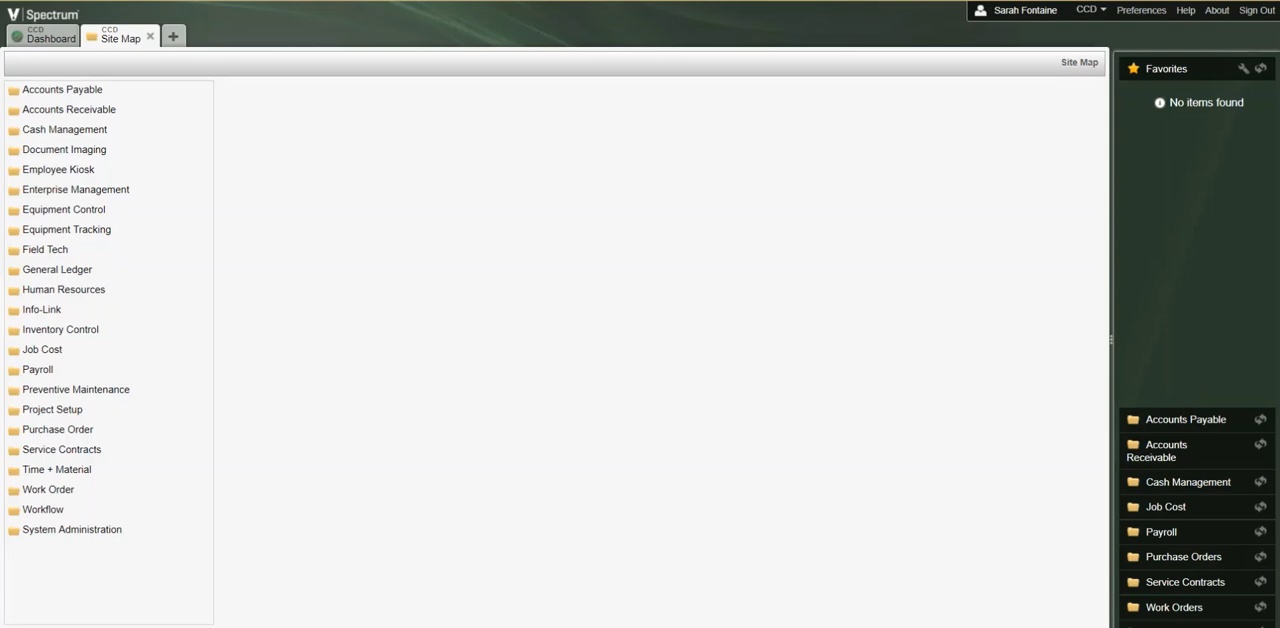 Spectrum
Sarah Fontaine CCD Preferences Help About Sign Out
CCD
Dashboard
CCD
Site Map
Site Map
Accounts Payable
Accounts Receivable
Cash Management
Document Imaging
Employee Kiosk
Enterprise Management
Equipment Control
Equipment Tracking
Field Tech
General Ledger
Human Resources
Info-Link
Inventory Control
Job Cost
Payroll
Preventive Maintenance
Project Setup
Purchase Order
Service Contracts
Time + Material
Work Order
Workflow
System Administration
Favorites
No items found
Accounts Payable
Accounts
Receivable
Cash Management
Job Cost
Payroll
Purchase Orders
Service Contracts
Work Orders